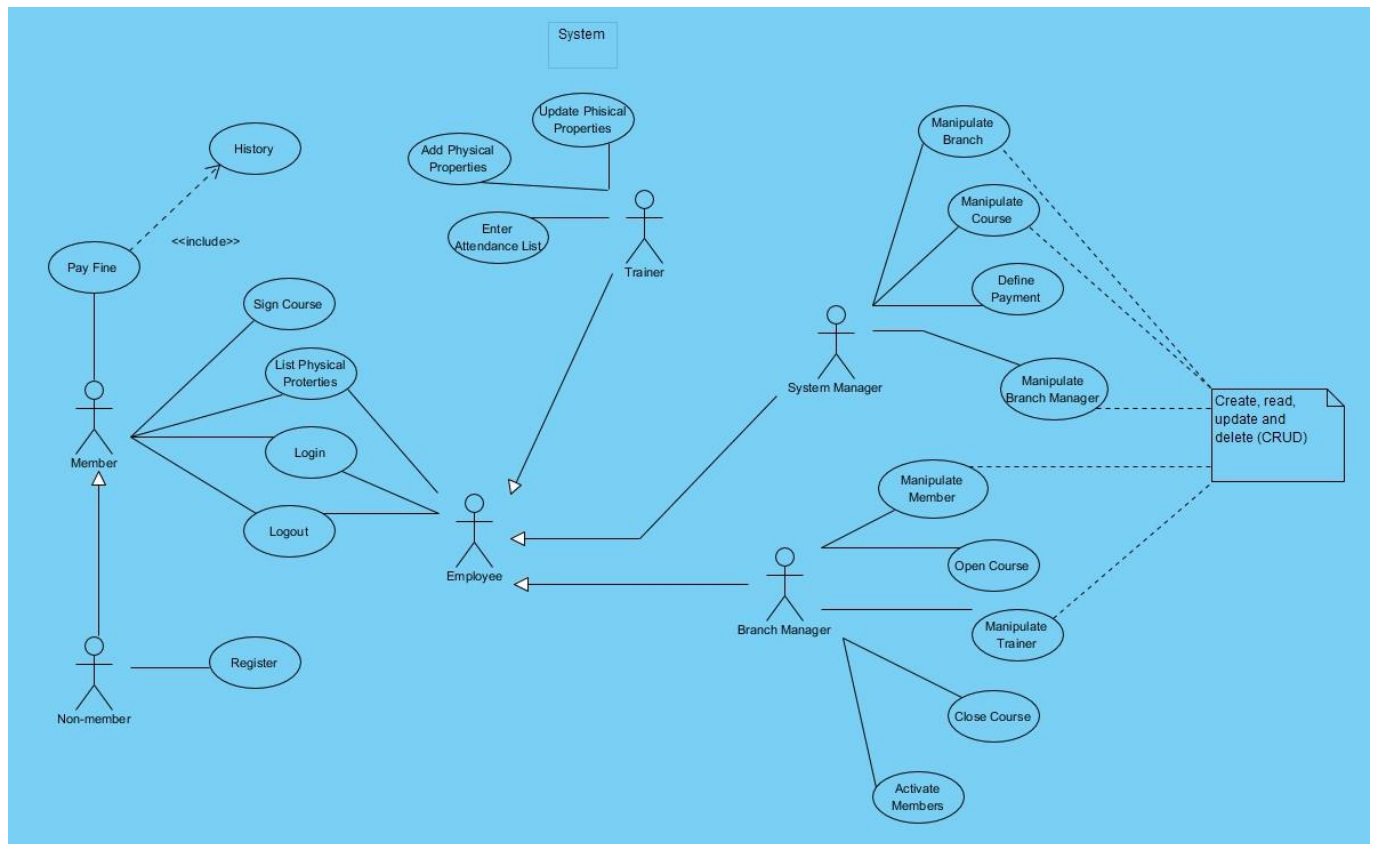 System
Update Phisical
Properties
Add Physical
Properties
Enter
Attendance List
Trainer
History
<<include>>
Pay Fine
Sign Course
List Physical
Proterties
Login
Logout
Member
Employee
Register
Non-member
Manipulate
Branch
Manipulate
Course
Define
Payment
System Manager
Manipulate
Branch Manager
Create, read,
update and
delete (CRUD)
Manipulate
Member
Open Course
Branch Manager
Manipulate
Trainer
Close Course
Activate
Members